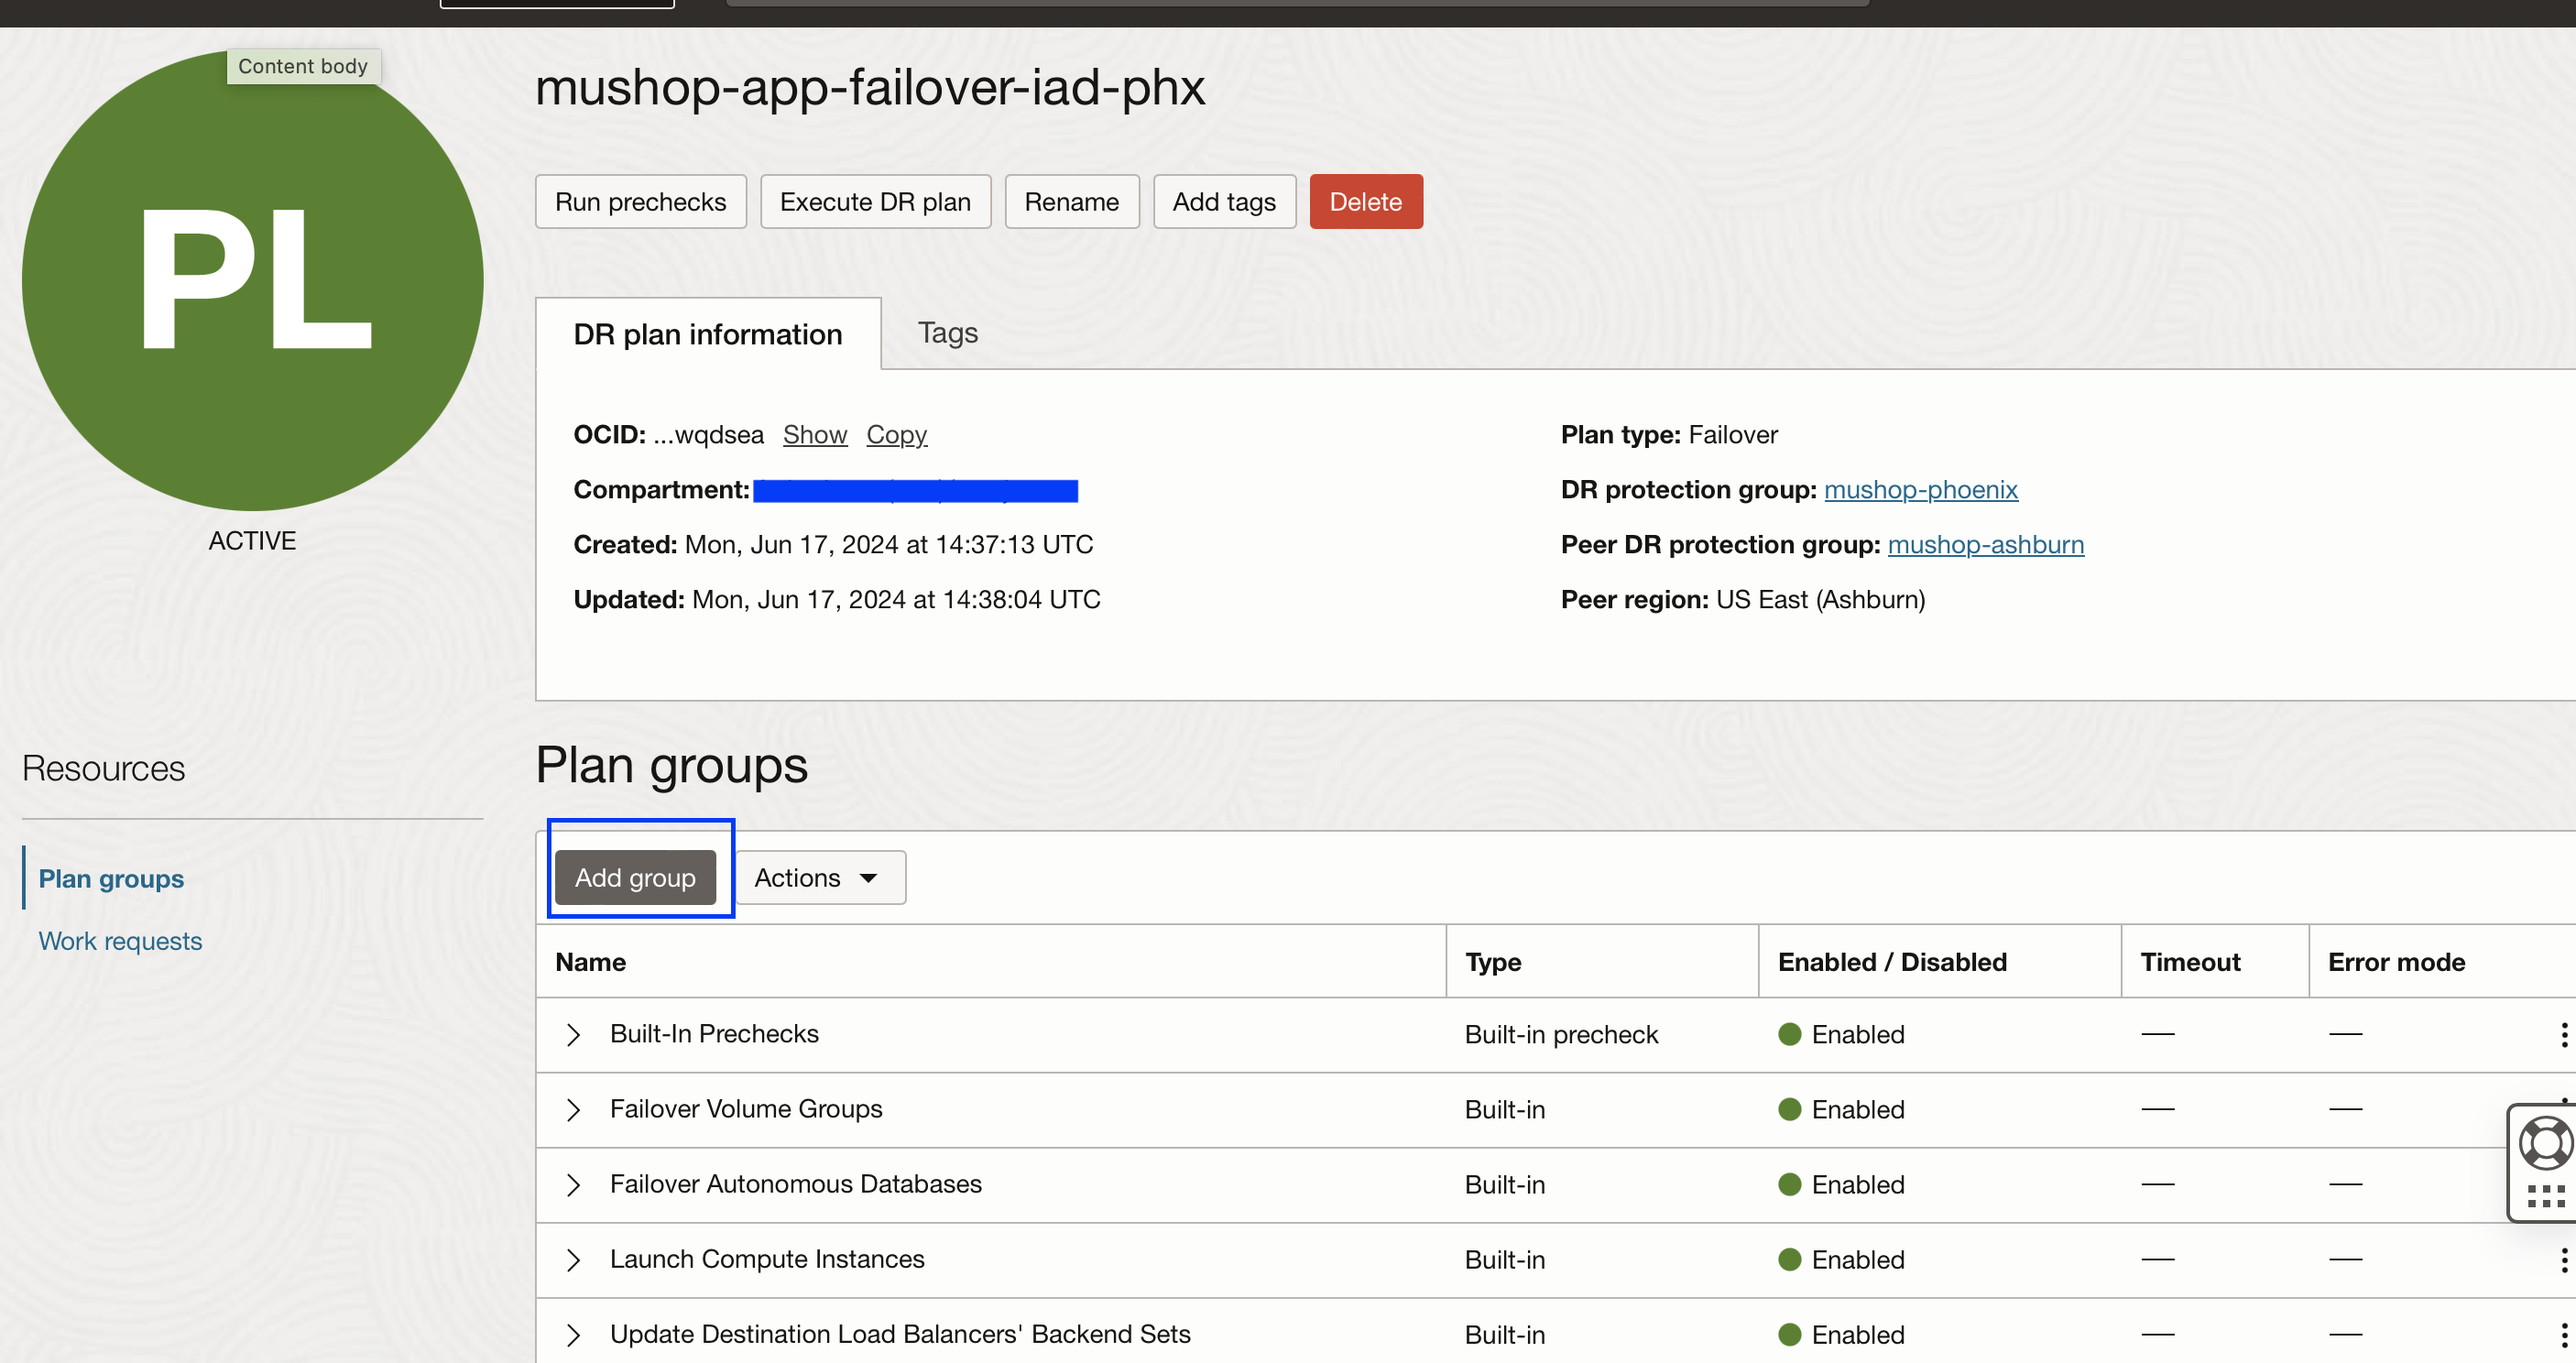 Content body
PL
ACTIVE
mushop-app-failover-iad-phx
Run prechecks Execute DR plan Rename Add tags Delete
DR plan information Tags
OCID: ...wqdsea Show Copy
Compartment:
Created: Mon, Jun 17, 2024 at 14:37:13 UTC
Updated: Mon, Jun 17, 2024 at 14:38:04 UTC
Plan type: Failover
DR protection group: mushop-phoenix
Peer DR protection group: mushop-ashburn
Peer region: US East (Ashburn)
Resources
Plan groups
Work requests
Plan groups
Add group Actions
Name Type Enabled / Disabled Timeout Error mode
Built-In Prechecks Built-in precheck Enabled — —
Failover Volume Groups Built-in Enabled — —
Failover Autonomous Databases Built-in Enabled — —
Launch Compute Instances Built-in Enabled — —
Update Destination Load Balancers' Backend Sets Built-in Enabled — —